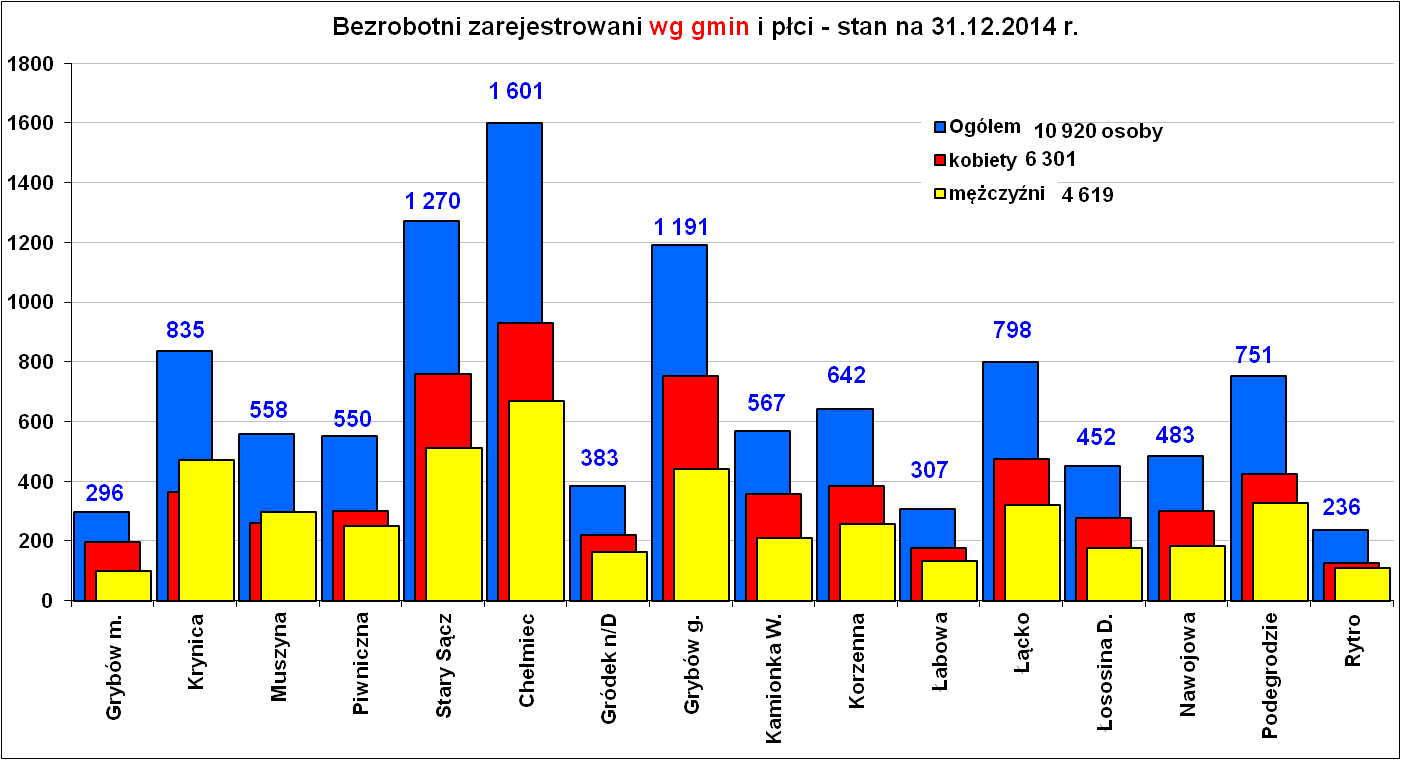 Bezrobotni zarejestrowani wg gmin i płci - stan na 31.12.2014 r.
1800
1600
1400
1200
1000
800
600
400
200
0
Ogółem 10 920 osoby
kobiety 6 301
mężczyźni 4 619
296
835
558
550
1 270
1 601
383
1 191
567
642
307
798
452
483
751
236
Grybów m.
Krynica
Muszyna
Piwniczna
Stary Sącz
Chełmiec
Gródek n/D
Grybów g.
Kamionka W.
Korzenna
Łabowa
Łącko
Łososina D.
Nawojowa
Podegrodzie
Rytro